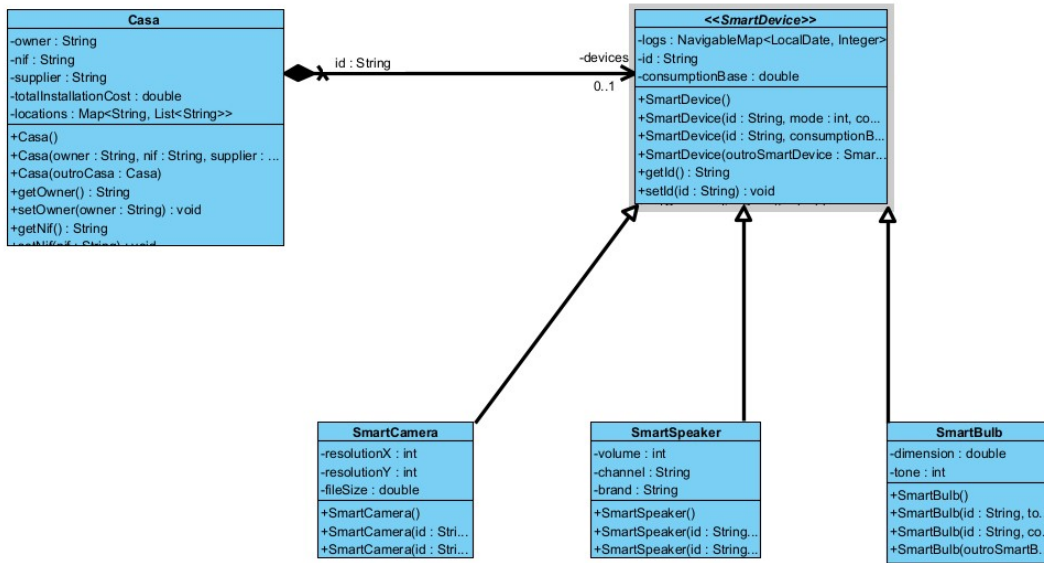 Casa
-owner : String
-nif : String
-supplier : String
-totalInstallationCost : double
-locations : Map<String, List<String>>
+Casa()
+Casa(owner : String, nif : String, supplier : ...
+Casa(outroCasa : Casa)
+getOwner() : String
+setOwner(owner : String) : void
+getNif() : String
+setNif(nif : String) : void
id : String
-devices
0..1
<<SmartDevice>>
-logs : NavigableMap<LocalDate, Integer>
-id : String
-consumptionBase : double
+SmartDevice()
+SmartDevice(id : String, mode : int, co...
+SmartDevice(id : String, consumptionB...
+SmartDevice(outroSmartDevice : Smar...
+getId() : String
+setId(id : String) : void
SmartCamera
-resolutionX : int
-resolutionY : int
-fileSize : double
+SmartCamera()
+SmartCamera(id : Stri...
+SmartCamera(id : Stri...
SmartSpeaker
-volume : int
-channel : String
-brand : String
+SmartSpeaker()
+SmartSpeaker(id : String...
+SmartSpeaker(id : String...
SmartBulb
-dimension : double
-tone : int
+SmartBulb()
+SmartBulb(id : String, to..
+SmartBulb(id : String, co..
+SmartBulb(outroSmartB..